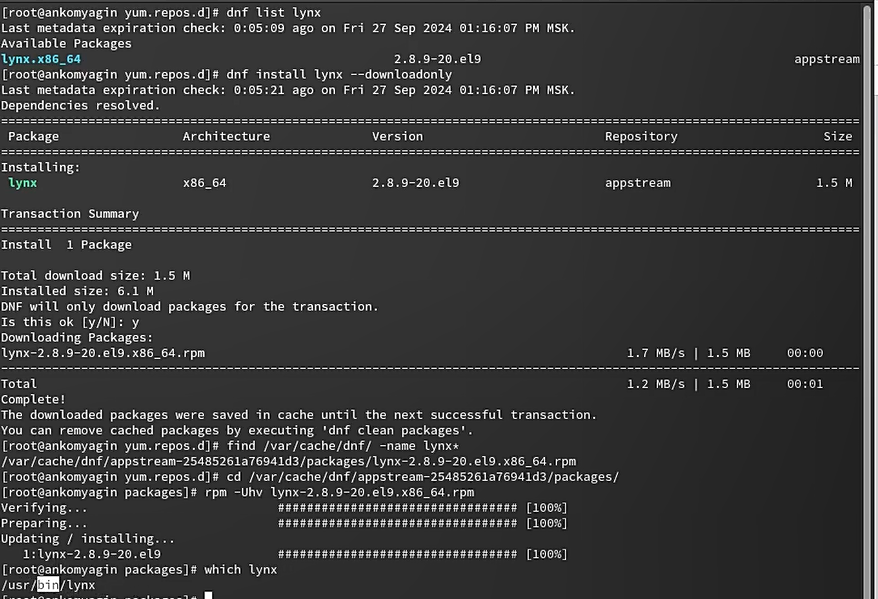 [root@ankomyagin yum.repos.d]# dnf list lynx
Last metadata expiration check: 0:05:09 ago on Fri 27 Sep 2024 01:16:07 PM MSK.
Available Packages
lynx.x86_64 2.8.9-20.el9 appstream
[root@ankomyagin yum.repos.d]# dnf install lynx --downloadonly
Last metadata expiration check: 0:05:21 ago on Fri 27 Sep 2024 01:16:07 PM MSK.
Dependencies resolved.
================================================================================
Package Architecture Version Repository Size
================================================================================
Installing:
lynx x86_64 2.8.9-20.el9 appstream 1.5 M
Transaction Summary
================================================================================
Install 1 Package
Total download size: 1.5 M
Installed size: 6.1 M
DNF will only download packages for the transaction.
Is this ok [y/N]: y
Downloading Packages:
lynx-2.8.9-20.el9.x86_64.rpm 1.7 MB/s | 1.5 MB 00:00
--------------------------------------------------------------------------------
Total 1.2 MB/s | 1.5 MB 00:01
Complete!
The downloaded packages were saved in cache until the next successful transaction.
You can remove cached packages by executing 'dnf clean packages'.
[root@ankomyagin yum.repos.d]# find /var/cache/dnf/ -name lynx*
/var/cache/dnf/appstream-25485261a76941d3/packages/lynx-2.8.9-20.el9.x86_64.rpm
[root@ankomyagin yum.repos.d]# cd /var/cache/dnf/appstream-25485261a76941d3/packages/
[root@ankomyagin packages]# rpm -Uhv lynx-2.8.9-20.el9.x86_64.rpm
Verifying... ################################# [100%]
Preparing... ################################# [100%]
Updating / installing...
1:lynx-2.8.9-20.el9 ################################# [100%]
[root@ankomyagin packages]# which lynx
/usr/bin/lynx
[root@ankomyagin packages]#